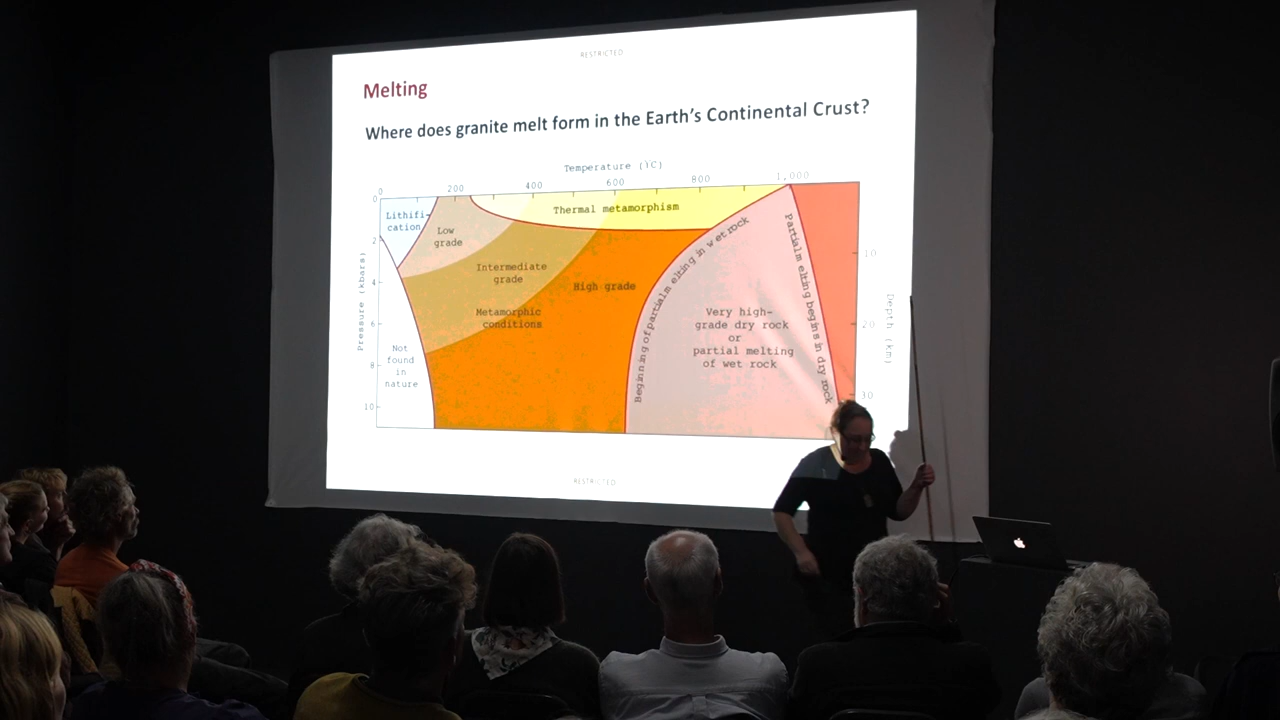 RESTRICTED
Melting
Where does granite melt form in the Earth's Continental Crust?
Temperature (ŸC)
0 200 400 600 800 1,000
0
2
4
6
8
10
Pressure (kbars)
Lithifi-
cation
Low
grade
Thermal metamorphism
Intermediate
grade
High grade
Metamorphic
conditions
Not
found
in
nature
Beginning of partial melting in wet rock
Very high-
grade dry rock
or
partial melting
of wet rock
Partial melting begins in dry rock
10
20
30
Depth (km)
RESTRICTED